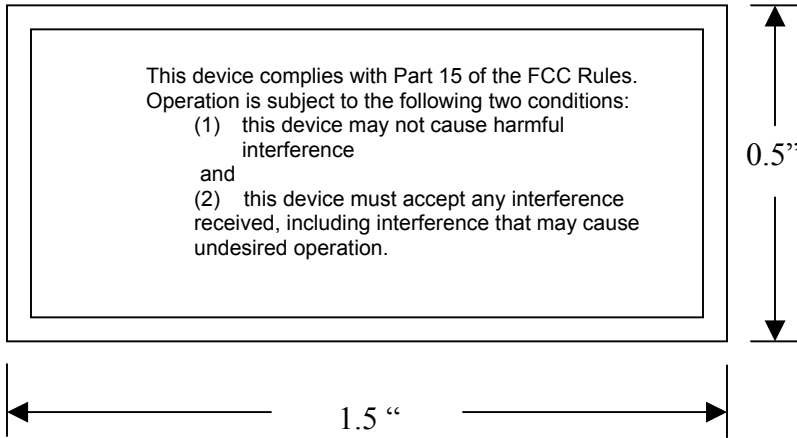 This device complies with Part 15 of the FCC Rules.
Operation is subject to the following two conditions:
(1) this device may not cause harmful
interference
and
(2) this device must accept any interference
received, including interference that may cause
undesired operation.
0.5”
1.5 “